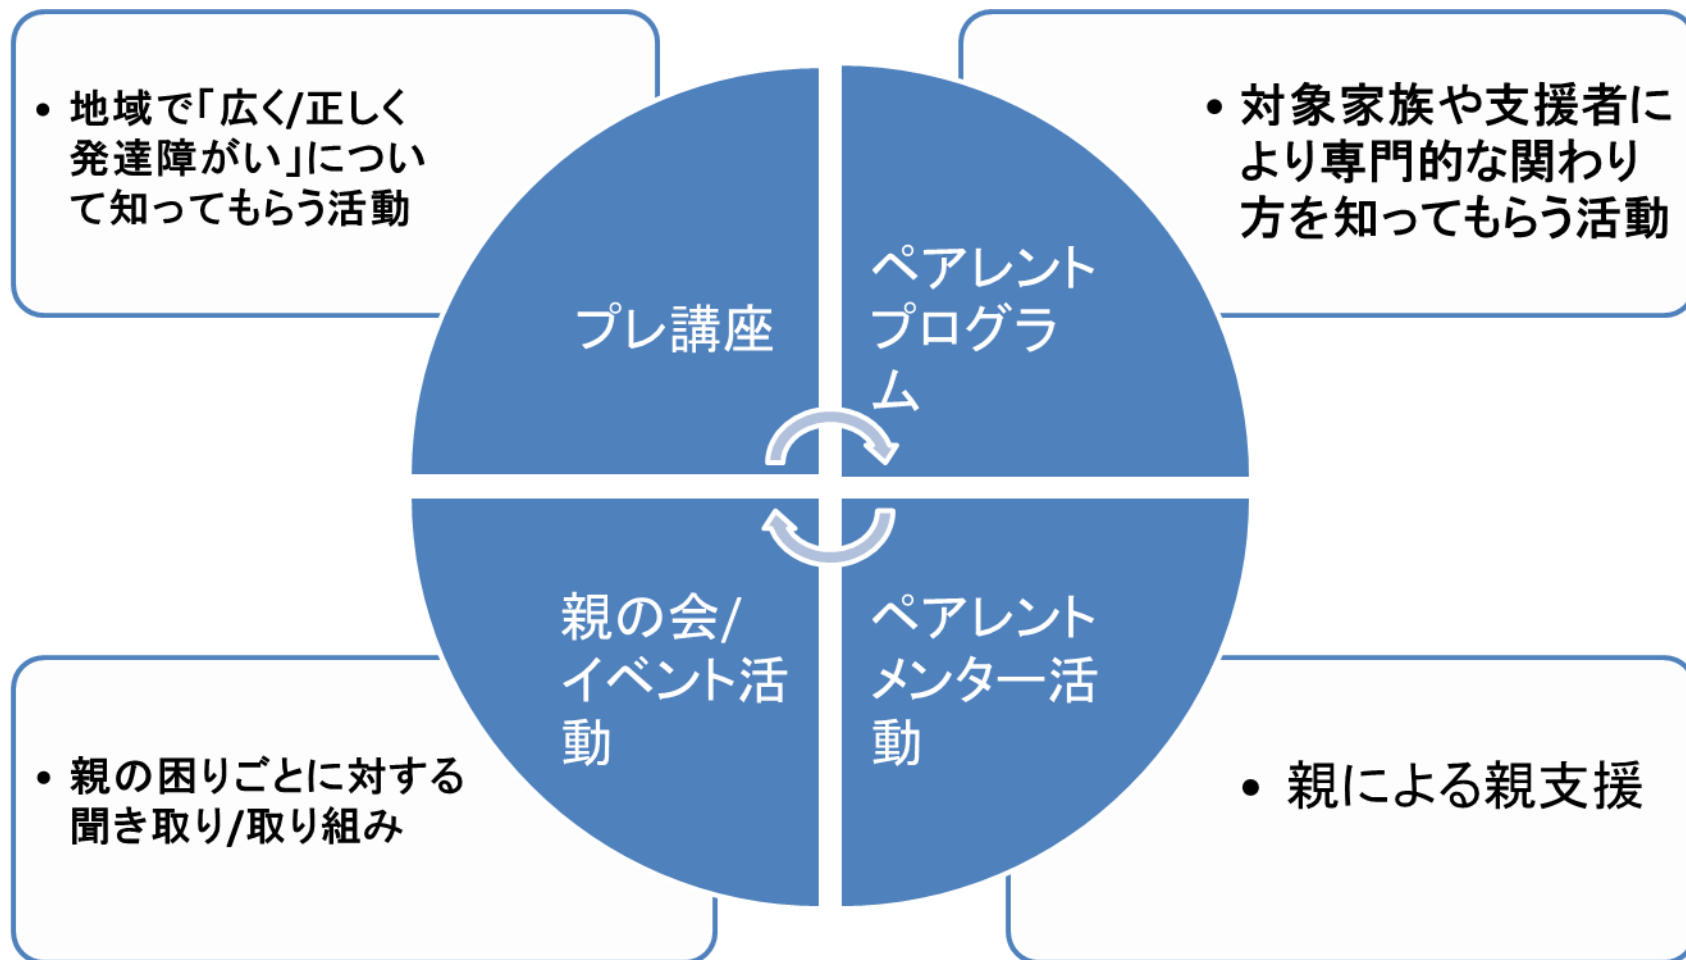 • 地域で「広く/正しく
発達障がい」につい
て知ってもらう活動
• 対象家族や支援者に
より専門的な関わり
方を知ってもらう活動
プレ講座
ペアレント
プログラ
ム
親の会/
イベント活
動
ペアレント
メンター活
動
• 親の困りごとに対する
聞き取り/取り組み
• 親による親支援